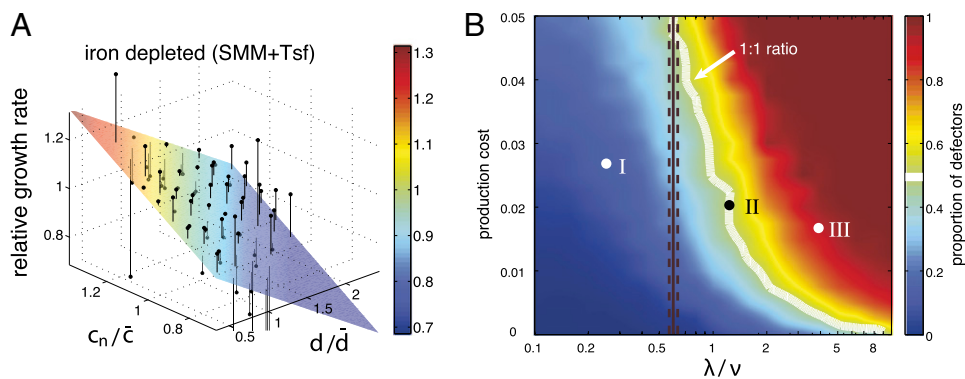 A
iron depleted (SMM+Tsf)
relative growth rate
1.2
1
0.8
1.2
1
0.8
cₙ/c̄
0.5
1
1.5
2
d/d̄
1.3
1.2
1.1
1
0.9
0.8
0.7
B
production cost
0.05
0.04
0.03
0.02
0.01
0
1:1 ratio
I
II
III
0.1
0.2
0.5
1
2
5
8
λ/ν
1
0.8
0.6
0.4
0.2
0
proportion of defectors